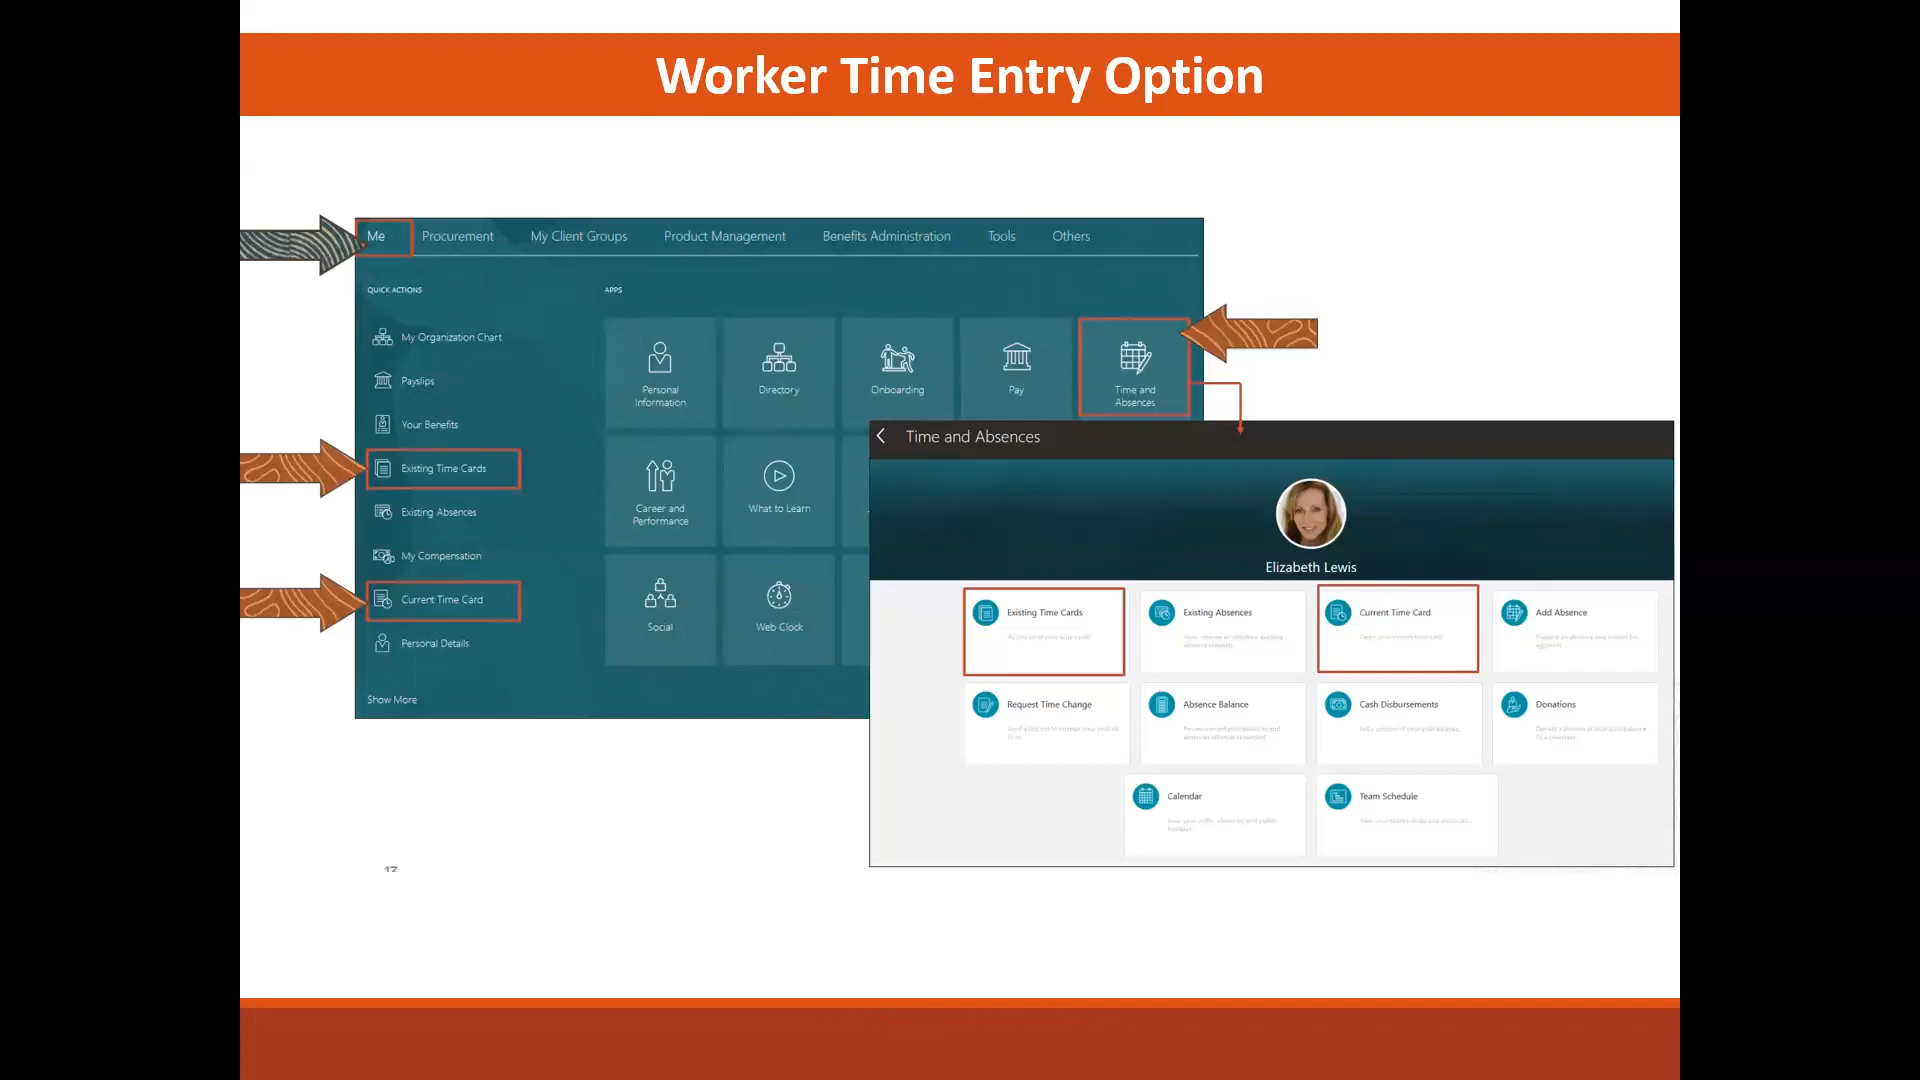 Worker Time Entry Option
Me Procurement My Client Groups Product Management Benefits Administration Tools Others
QUICK ACTIONS
My Organization Chart
Payslips
Your Benefits
Existing Time Cards
Existing Absences
My Compensation
Current Time Card
Personal Details
Show More
APPS
Personal
Information
Directory
Onboarding
Pay
Time and
Absences
Career and
Performance
What to Learn
Social
Web Clock
Time and Absences
Elizabeth Lewis
Existing Time Cards
Existing Absences
Current Time Card
Add Absence
Request Time Change
Absence Balance
Cash Disbursements
Donations
Calendar
Team Schedule
17